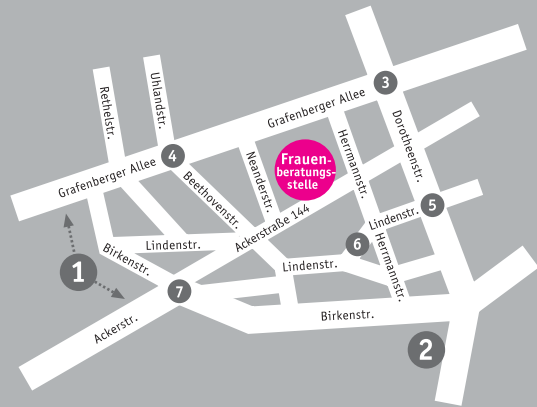 3
Grafenberger Allee
Uhlandstr.
Rethelstr.
Dorotheenstr.
4
Grafenberger Allee
Herrmannstr.
Frauen-
beratungs-
stelle
Neanderstr.
Beethovenstr.
5
Lindenstr.
Ackerstraße 144
6
Herrmannstr.
Lindenstr.
Birkenstr.
Lindenstr.
1
7
Birkenstr.
Ackerstr.
2